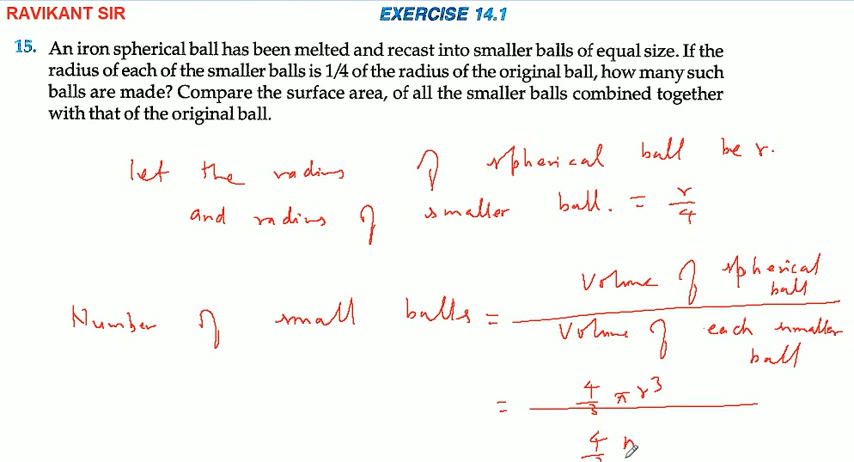 RAVIKANT SIR
EXERCISE 14.1
15. An iron spherical ball has been melted and recast into smaller balls of equal size. If the
radius of each of the smaller balls is 1/4 of the radius of the original ball, how many such
balls are made? Compare the surface area, of all the smaller balls combined together
with that of the original ball.
let the radius of spherical ball be r.
and radius of smaller ball. = r/4
Number of small balls = Volume of spherical ball / Volume of each smaller ball
= 4/3 π r³ / 4/3